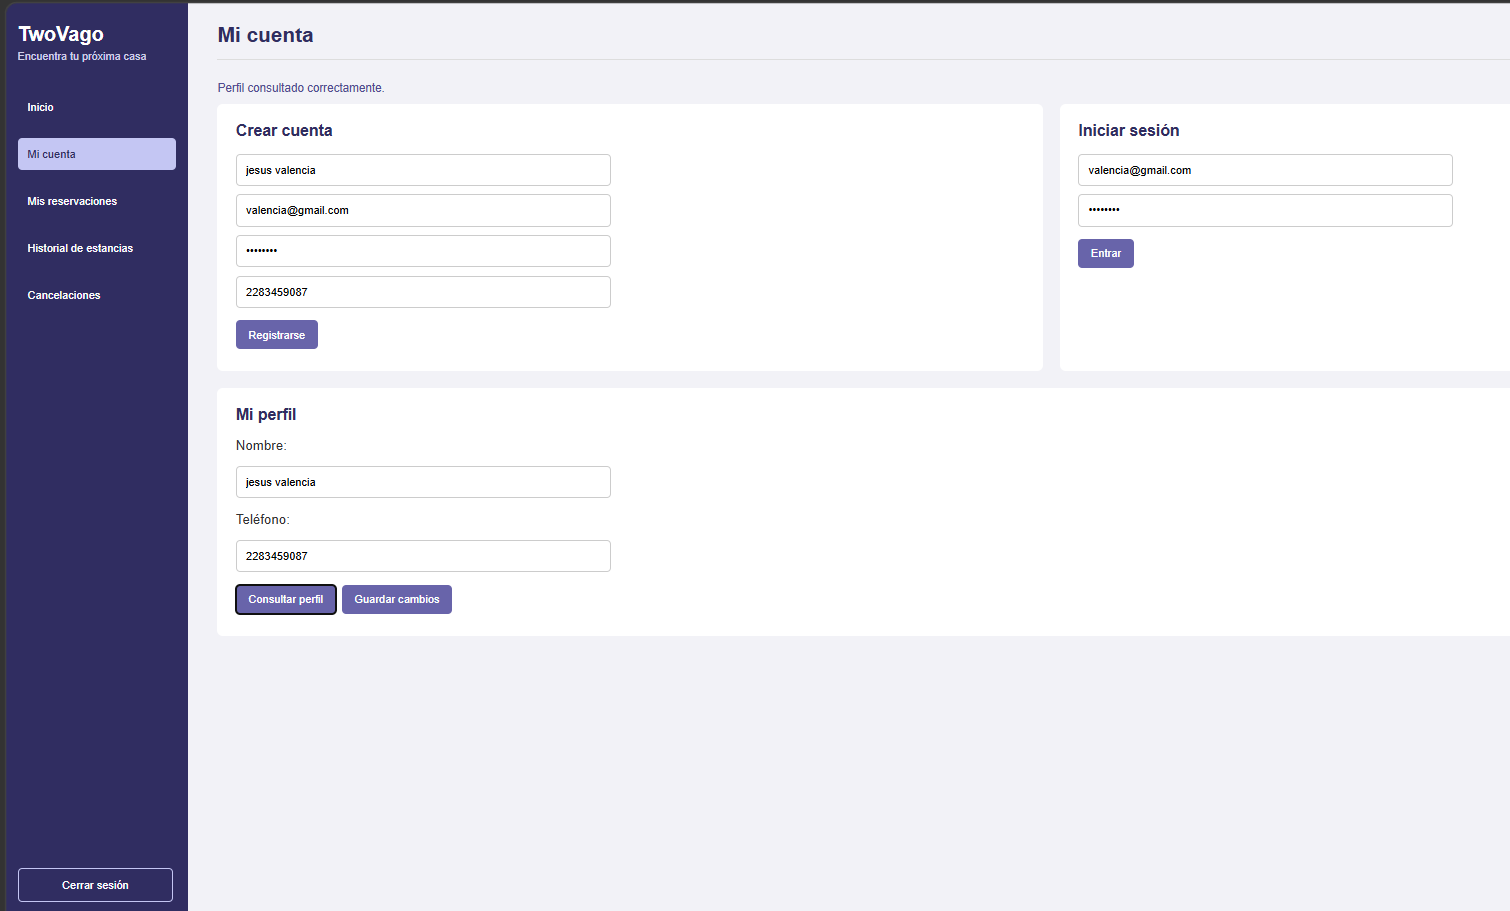 TwoVago
Encuentra tu próxima casa
Inicio
Mi cuenta
Mis reservaciones
Historial de estancias
Cancelaciones
Cerrar sesión
Mi cuenta
Perfil consultado correctamente.
Crear cuenta
jesus valencia
valencia@gmail.com
••••••••
2283459087
Registrarse
Iniciar sesión
valencia@gmail.com
••••••••
Entrar
Mi perfil
Nombre:
jesus valencia
Teléfono:
2283459087
Consultar perfil
Guardar cambios